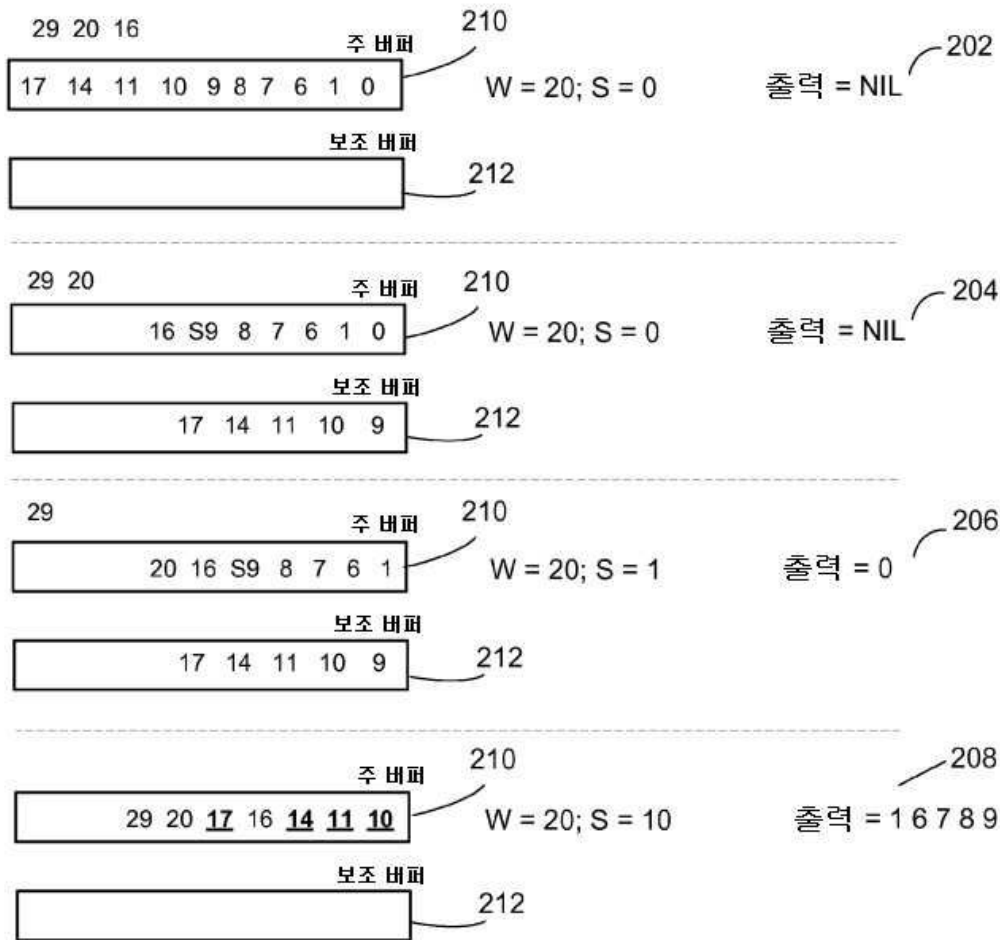 29 20 16
주 버퍼
210
17 14 11 10 9 8 7 6 1 0
W = 20; S = 0
출력 = NIL
202
보조 버퍼
212
29 20
주 버퍼
210
16 S9 8 7 6 1 0
W = 20; S = 0
출력 = NIL
204
보조 버퍼
17 14 11 10 9
212
29
주 버퍼
210
20 16 S9 8 7 6 1
W = 20; S = 1
출력 = 0
206
보조 버퍼
17 14 11 10 9
212
주 버퍼
210
29 20 17 16 14 11 10
W = 20; S = 10
출력 = 1 6 7 8 9
208
보조 버퍼
212